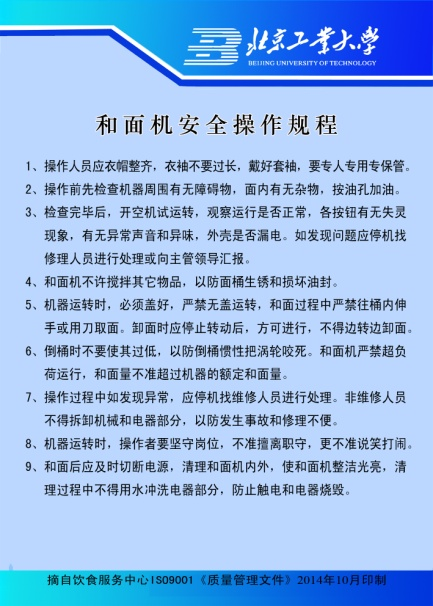 北京工业大学
BEIJING UNIVERSITY OF TECHNOLOGY
和面机安全操作规程
1、操作人员应衣帽整齐，衣袖不要过长，戴好套袖，要专人专用专保管。
2、操作前先检查机器周围有无障碍物，面内有无杂物，按油孔加油。
3、检查完毕后，开空机试运转，观察运行是否正常，各按钮有无失灵
现象，有无异常声音和异味，外壳是否漏电。如发现问题应停机找
修理人员进行处理或向主管领导汇报。
4、和面机不许搅拌其它物品，以防面桶生锈和损坏油封。
5、机器运转时，必须盖好，严禁无盖运转，和面过程中严禁往桶内伸
手或用刀取面。卸面时应停止转动后，方可进行，不得边转边卸面。
6、倒桶时不要使其过低，以防倒桶惯性把涡轮咬死。和面机严禁超负
荷运行，和面量不准超过机器的额定和面量。
7、操作过程中如发现异常，应停机找维修人员进行处理。非维修人员
不得拆卸机械和电器部分，以防发生事故和修理不便。
8、机器运转时，操作者要坚守岗位，不准擅离职守，更不准说笑打闹。
9、和面后应及时切断电源，清理和面机内外，使和面机整洁光亮，清
理过程中不得用水冲洗电器部分，防止触电和电器烧毁。
摘自饮食服务中心ISO9001《质量管理文件》2014年10月印制